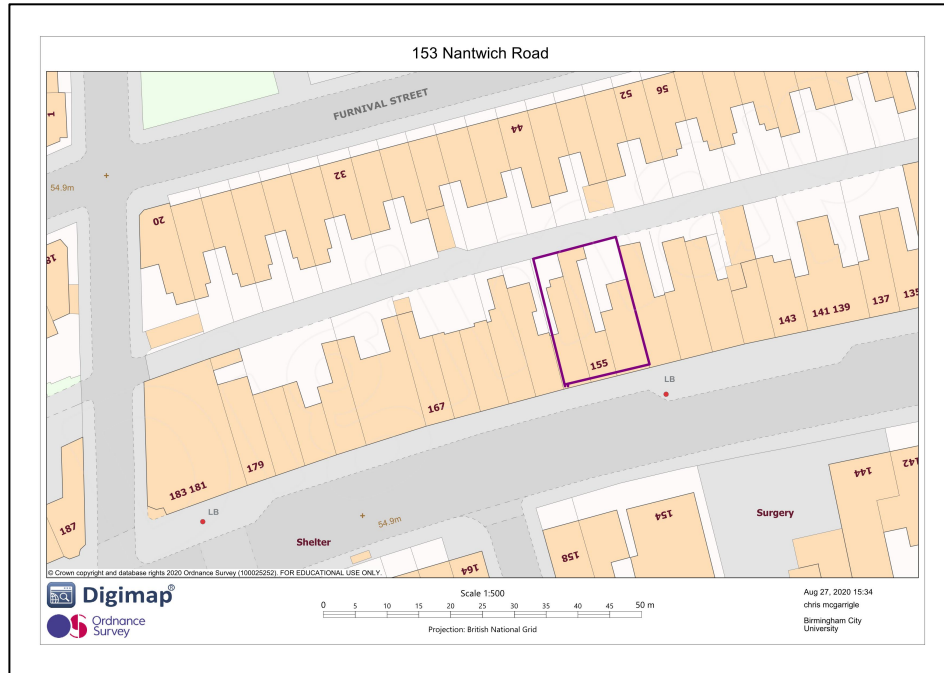 153 Nantwich Road
FURNIVAL STREET
1
54.9m
20
32
44
52
56
18
183 181
179
167
155
143
141 139
137
135
LB
LB
187
54.9m
Shelter
164
158
154
Surgery
144
142
© Crown copyright and database rights 2020 Ordnance Survey (100025252). FOR EDUCATIONAL USE ONLY.
Digimap®
Ordnance
Survey
Scale 1:500
0 5 10 15 20 25 30 35 40 45 50 m
Projection: British National Grid
Aug 27, 2020 15:34
chris mcgarrigle
Birmingham City
University